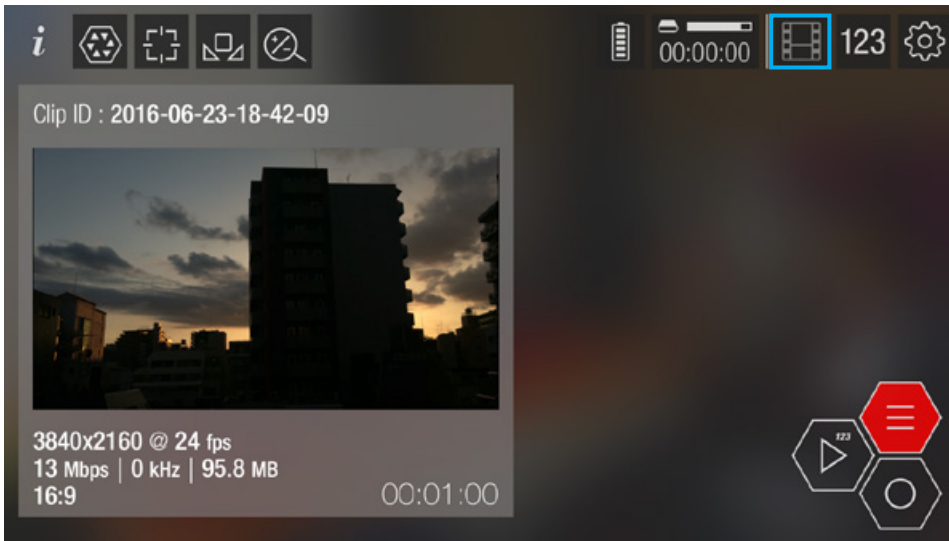 i
00:00:00
123
Clip ID : 2016-06-23-18-42-09
3840x2160 @ 24 fps
13 Mbps | 0 kHz | 95.8 MB
16:9
00:01:00
123